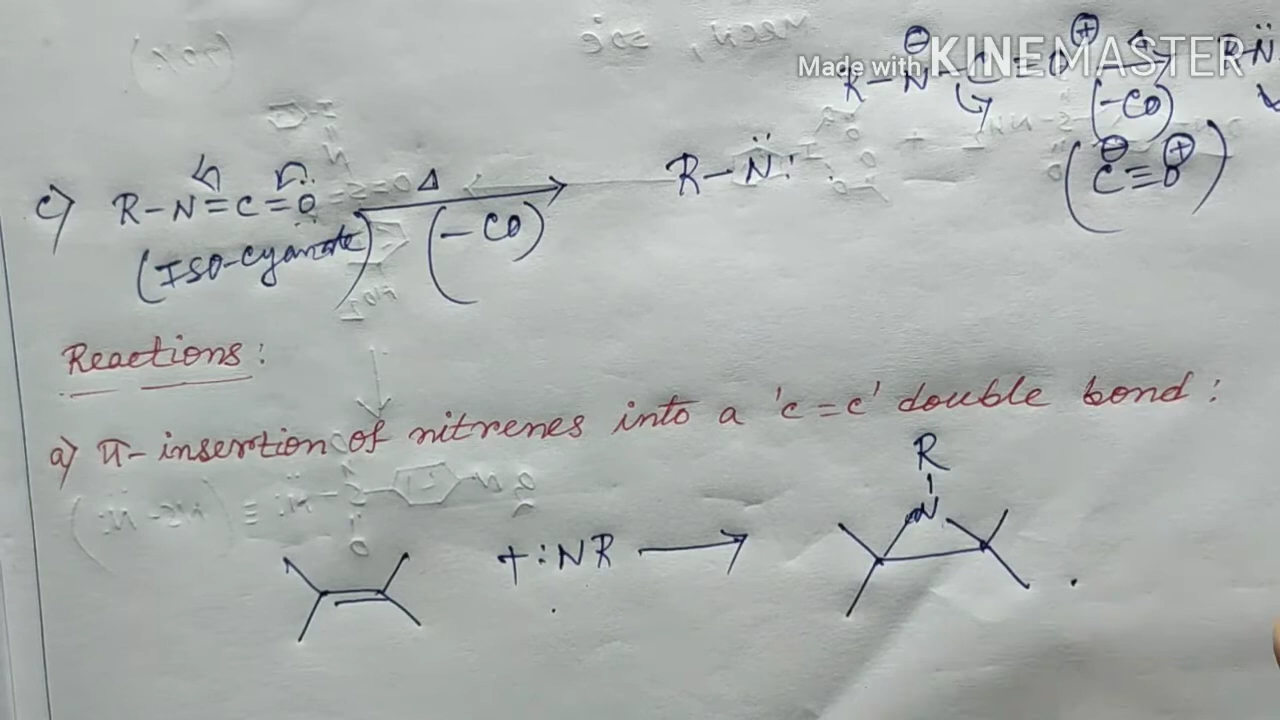 Made with KINEMASTER
R-N-C≡O Δ R-N̈
⊖ ⊕
(-CO)
(C≡O)
⊖ ⊕
c) R-N=C=O Δ R-N̈:
(ISO-cyanate) (-CO)
Reactions:
a) π- insertion of nitrenes into a 'c=c' double bond:
R
N
+ :NR